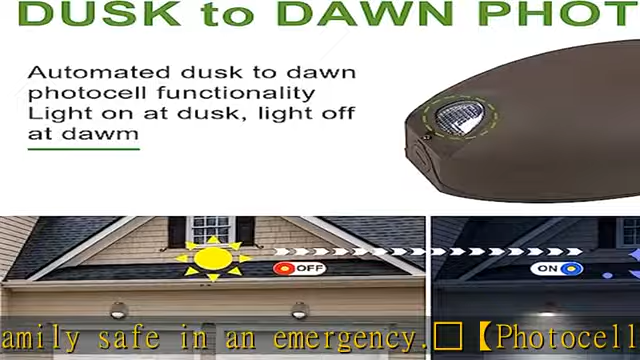 DUSK to DAWN PHOT
Automated dusk to dawn
photocell functionality
Light on at dusk, light off
at dawm
OFF
ON
amily safe in an emergency.□【Photocell